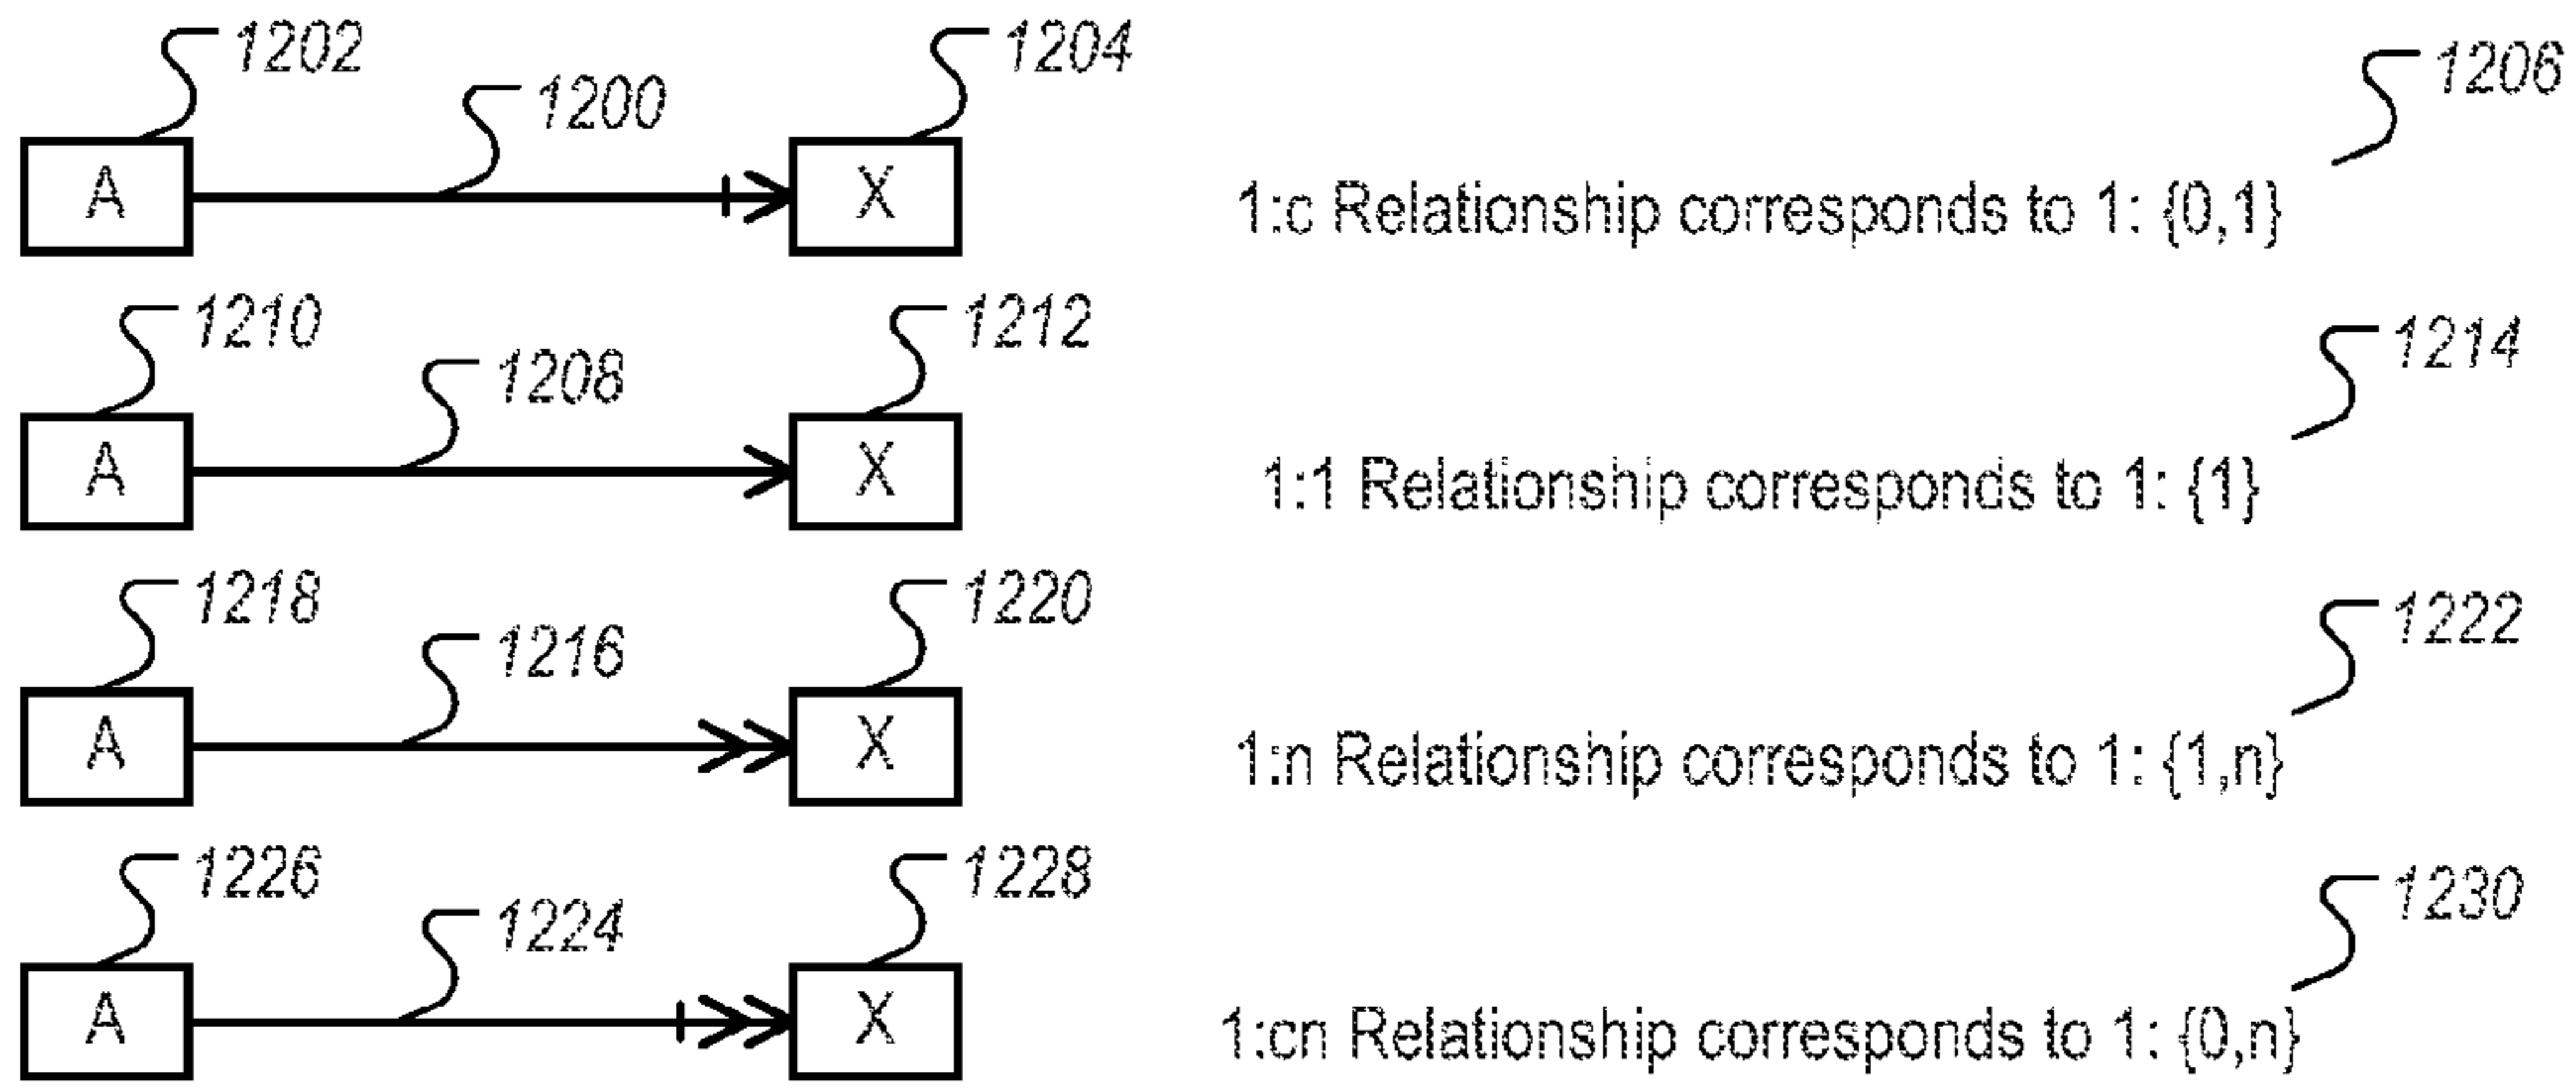 1202
1204
1206
1200
A
X
1:c Relationship corresponds to 1: {0,1}
1210
1212
1214
1208
A
X
1:1 Relationship corresponds to 1: {1}
1218
1220
1222
1216
A
X
1:n Relationship corresponds to 1: {1,n}
1226
1228
1230
1224
A
X
1:cn Relationship corresponds to 1: {0,n}